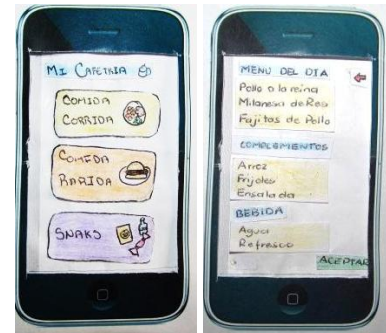 MI CAFETRIA
COMIDA
CORRIDA
COMIDA
RAPIDA
SNAKS
MENU DEL DIA
Pollo a la reina
Milanesa de Res
Fajitas de Pollo
COMPLEMENTOS
Arroz
Frijoles
Ensalada
BEBIDA
Agua
Refresco
ACEPTAR